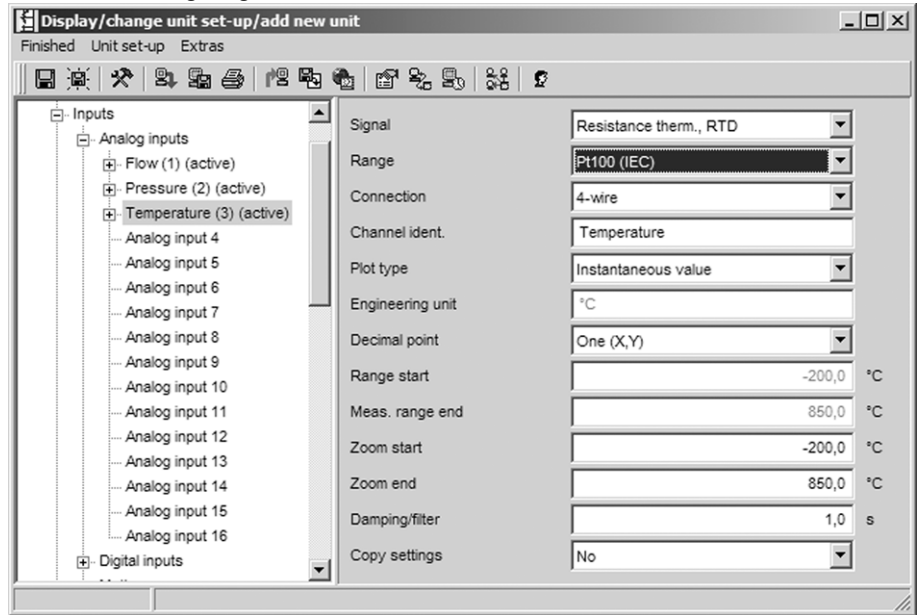 Display/change unit set-up/add new unit
Finished Unit set-up Extras
Inputs
Analog inputs
Flow (1) (active)
Pressure (2) (active)
Temperature (3) (active)
Analog input 4
Analog input 5
Analog input 6
Analog input 7
Analog input 8
Analog input 9
Analog input 10
Analog input 11
Analog input 12
Analog input 13
Analog input 14
Analog input 15
Analog input 16
Digital inputs
Signal Resistance therm., RTD
Range Pt100 (IEC)
Connection 4-wire
Channel ident. Temperature
Plot type Instantaneous value
Engineering unit °C
Decimal point One (X,Y)
Range start -200,0 °C
Meas. range end 850,0 °C
Zoom start -200,0 °C
Zoom end 850,0 °C
Damping/filter 1,0 s
Copy settings No